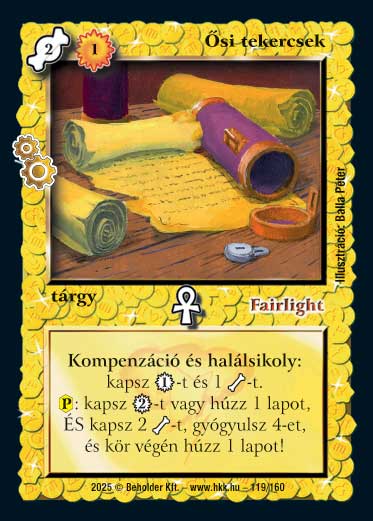 2 1 Ősi tekercsek
Illusztráció: Balla Péter
tárgy
Fairlight
Kompenzáció és halálsikoly:
kapsz 1-t és 1 -t.
P: kapsz 2-t vagy húzz 1 lapot,
ÉS kapsz 2 -t, gyógyulsz 4-et,
és kör végén húzz 1 lapot!
2025 © Beholder Kft. – www.hkk.hu – 119/160